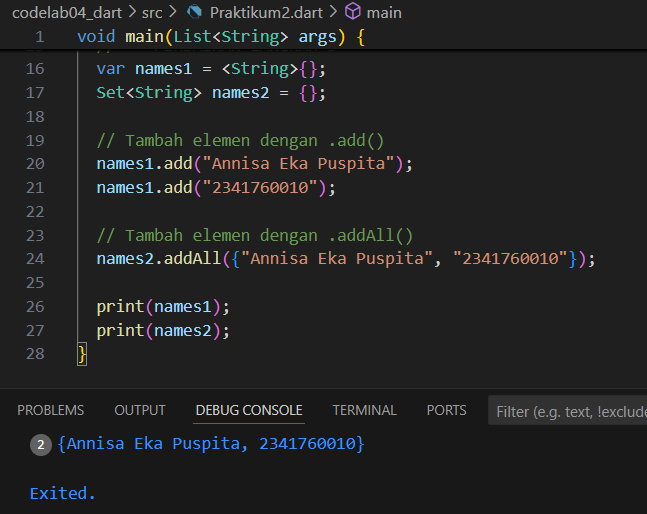 codelab04_dart > src > Praktikum2.dart > main
1 void main(List<String> args) {
16 var names1 = <String>{};
17 Set<String> names2 = {};
18
19 // Tambah elemen dengan .add()
20 names1.add("Annisa Eka Puspita");
21 names1.add("2341760010");
22
23 // Tambah elemen dengan .addAll()
24 names2.addAll({"Annisa Eka Puspita", "2341760010"});
25
26 print(names1);
27 print(names2);
28 }
PROBLEMS OUTPUT DEBUG CONSOLE TERMINAL PORTS Filter (e.g. text, !exclude
2 {Annisa Eka Puspita, 2341760010}
Exited.